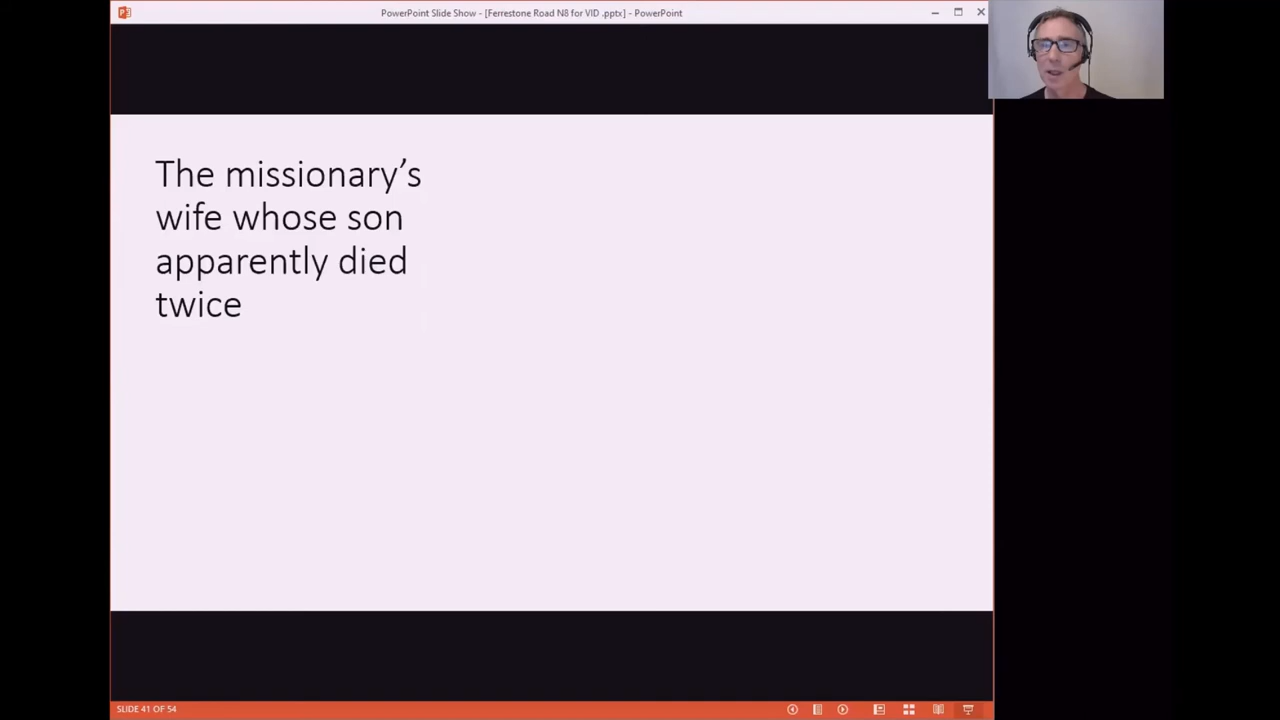 PowerPoint Slide Show - [Ferrestone Road N8 for VID .pptx] - PowerPoint
The missionary’s
wife whose son
apparently died
twice
SLIDE 41 OF 54